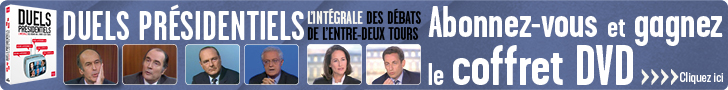 DUELS
PRÉSIDENTIELS
DUELS PRÉSIDENTIELS
L'INTÉGRALE DES DÉBATS
DE L'ENTRE-DEUX TOURS
Abonnez-vous et gagnez
le coffret DVD >>>> Cliquez ici